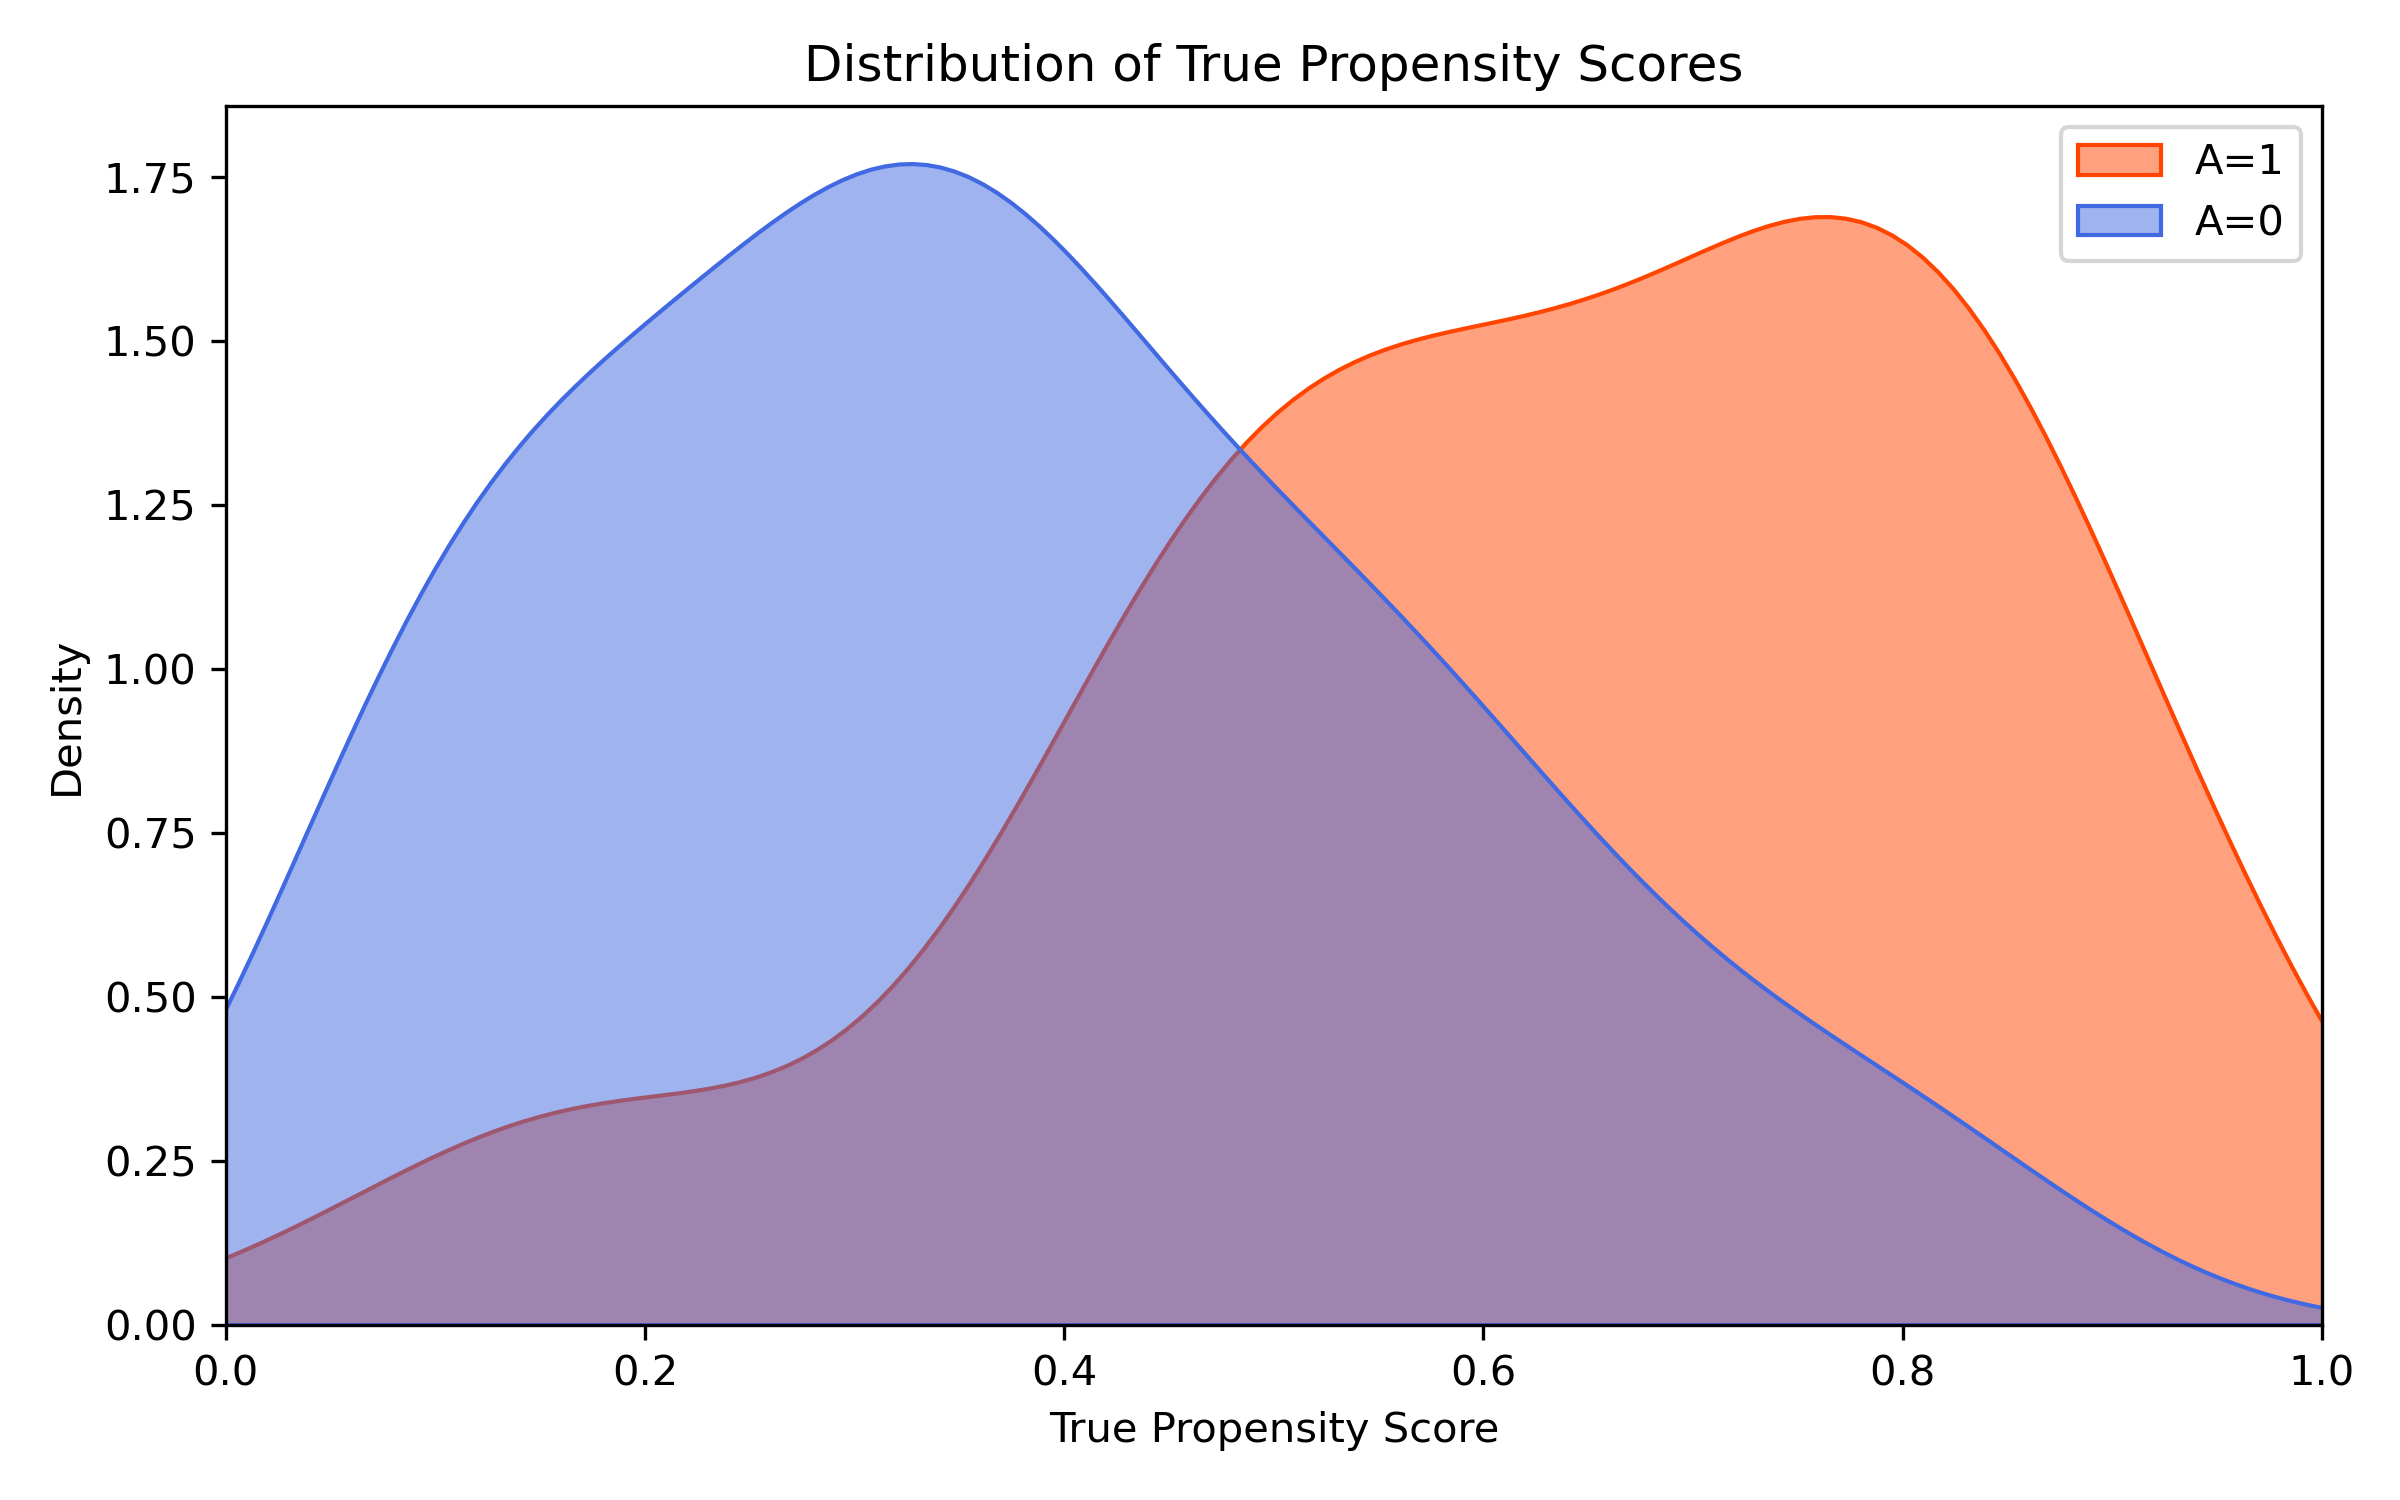 Distribution of True Propensity Scores
A=1
A=0
Density
1.75
1.50
1.25
1.00
0.75
0.50
0.25
0.00
0.0 0.2 0.4 0.6 0.8 1.0
True Propensity Score